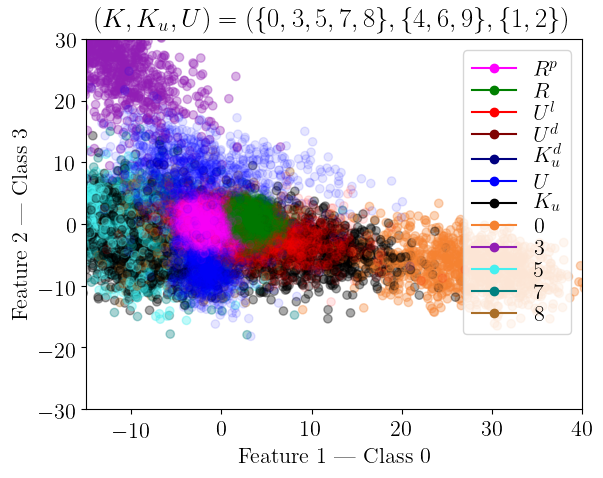 (K, K_u, U) = ({0, 3, 5, 7, 8}, {4, 6, 9}, {1, 2})
30
20
10
0
−10
−20
−30
Feature 2 — Class 3
R^p
R
U^l
U^d
K_u^d
U
K_u
0
3
5
7
8
−10
0
10
20
30
40
Feature 1 — Class 0